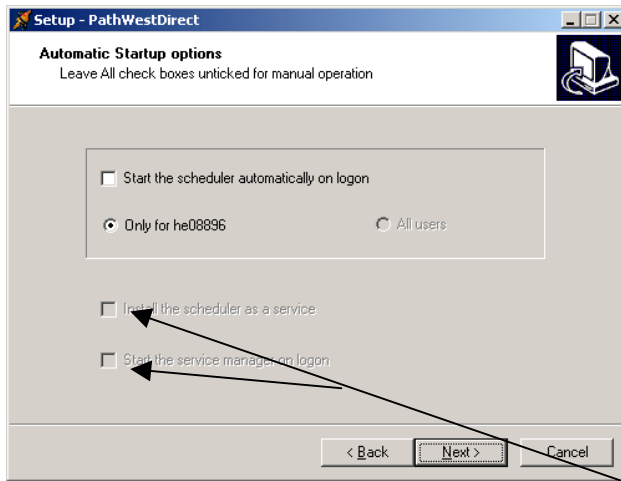 Setup - PathWestDirect
Automatic Startup options
Leave All check boxes unticked for manual operation
Start the scheduler automatically on logon
Only for he08896
All users
Install the scheduler as a service
Start the service manager on logon
< Back
Next >
Cancel